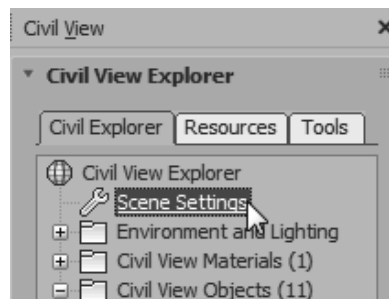 Civil View
Civil View Explorer
Civil Explorer Resources Tools
Civil View Explorer
Scene Settings
Environment and Lighting
Civil View Materials (1)
Civil View Objects (11)